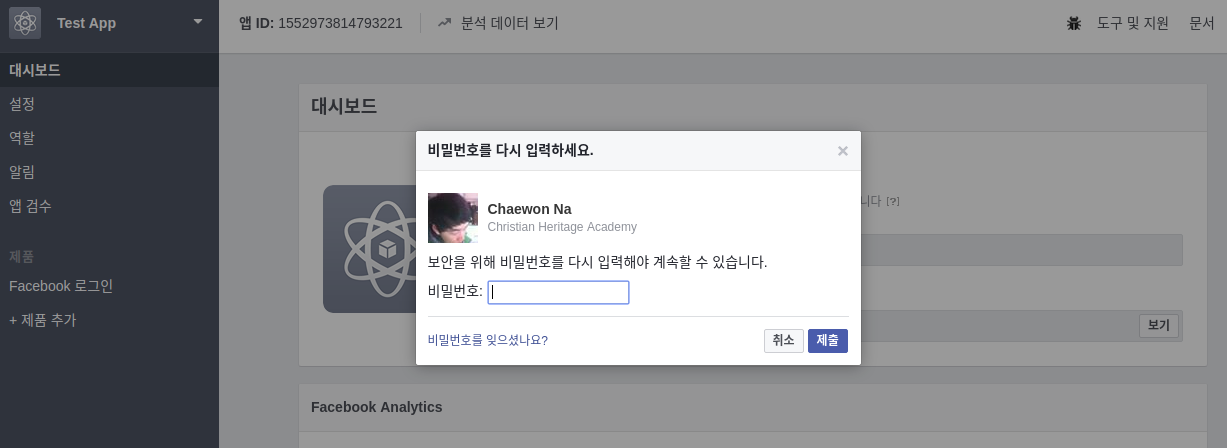 Test App
앱 ID: 1552973814793221
분석 데이터 보기
도구 및 지원
문서
대시보드
설정
역할
알림
앱 검수
제품
Facebook 로그인
+ 제품 추가
대시보드
니다 [?]
보기
비밀번호를 다시 입력하세요.
×
Chaewon Na
Christian Heritage Academy
보안을 위해 비밀번호를 다시 입력해야 계속할 수 있습니다.
비밀번호:
비밀번호를 잊으셨나요?
취소
제출
Facebook Analytics